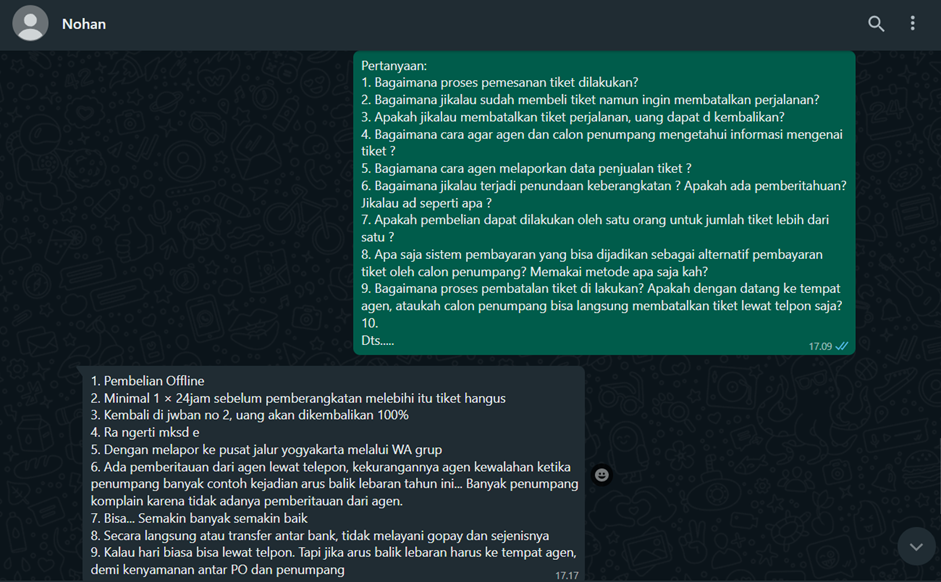 Nohan
Pertanyaan:
1. Bagaimana proses pemesanan tiket dilakukan?
2. Bagaimana jikalau sudah membeli tiket namun ingin membatalkan perjalanan?
3. Apakah jikalau membatalkan tiket perjalanan, uang dapat d kembalikan?
4. Bagaimana cara agar agen dan calon penumpang mengetahui informasi mengenai
tiket ?
5. Bagiamana cara agen melaporkan data penjualan tiket ?
6. Bagaimana jikalau terjadi penundaan keberangkatan ? Apakah ada pemberitahuan?
Jikalau ad seperti apa ?
7. Apakah pembelian dapat dilakukan oleh satu orang untuk jumlah tiket lebih dari
satu ?
8. Apa saja sistem pembayaran yang bisa dijadikan sebagai alternatif pembayaran
tiket oleh calon penumpang? Memakai metode apa saja kah?
9. Bagaimana proses pembatalan tiket di lakukan? Apakah dengan datang ke tempat
agen, ataukah calon penumpang bisa langsung membatalkan tiket lewat telpon saja?
10.
Dts.....
17.09
1. Pembelian Offline
2. Minimal 1 × 24jam sebelum pemberangkatan melebihi itu tiket hangus
3. Kembali di jwban no 2, uang akan dikembalikan 100%
4. Ra ngerti mksd e
5. Dengan melapor ke pusat jalur yogyakarta melalui WA grup
6. Ada pemberitauan dari agen lewat telepon, kekurangannya agen kewalahan ketika
penumpang banyak contoh kejadian arus balik lebaran tahun ini... Banyak penumpang
komplain karena tidak adanya pemberitauan dari agen.
7. Bisa... Semakin banyak semakin baik
8. Secara langsung atau transfer antar bank, tidak melayani gopay dan sejenisnya
9. Kalau hari biasa bisa lewat telpon. Tapi jika arus balik lebaran harus ke tempat agen,
demi kenyamanan antar PO dan penumpang
17.17